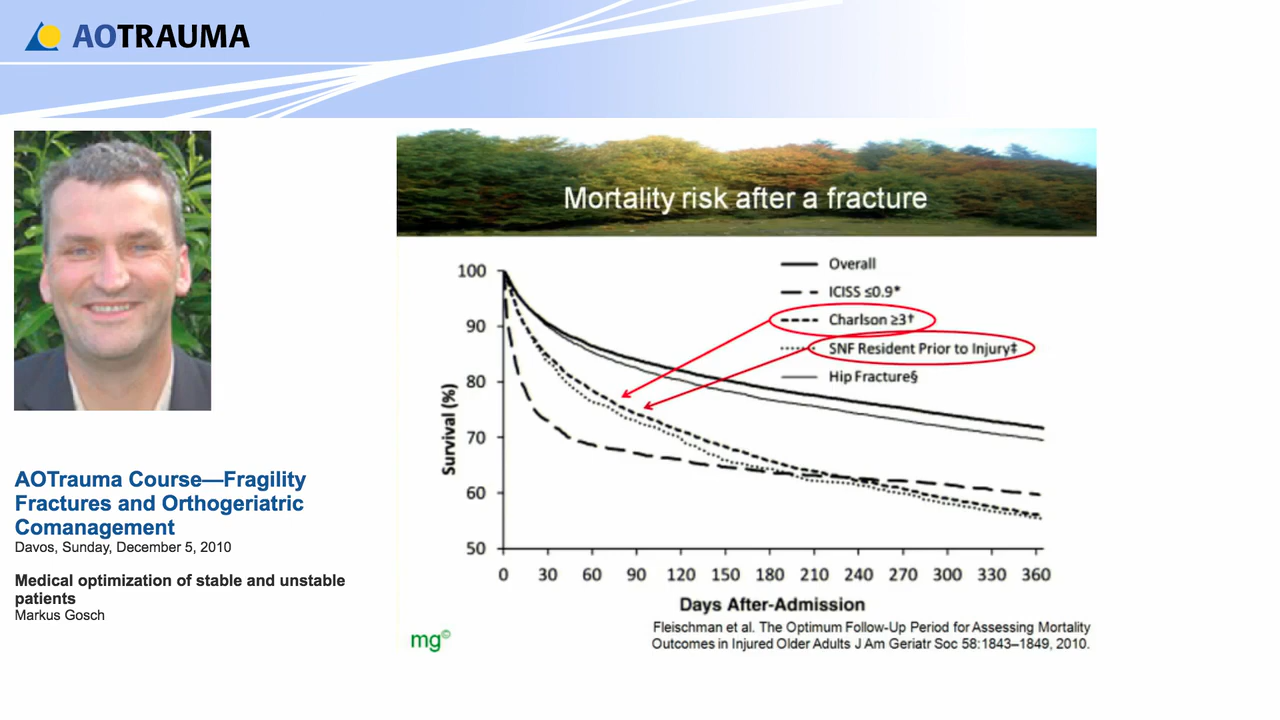 AOTRAUMA
Mortality risk after a fracture
Overall
ICISS ≤0.9*
Charlson ≥3†
SNF Resident Prior to Injury‡
Hip Fracture§
100
90
80
70
60
50
Survival (%)
0 30 60 90 120 150 180 210 240 270 300 330 360
Days After-Admission
Fleischman et al. The Optimum Follow-Up Period for Assessing Mortality
Outcomes in Injured Older Adults J Am Geriatr Soc 58:1843–1849, 2010.
mg©
AOTrauma Course—Fragility
Fractures and Orthogeriatric
Comanagement
Davos, Sunday, December 5, 2010
Medical optimization of stable and unstable
patients
Markus Gosch